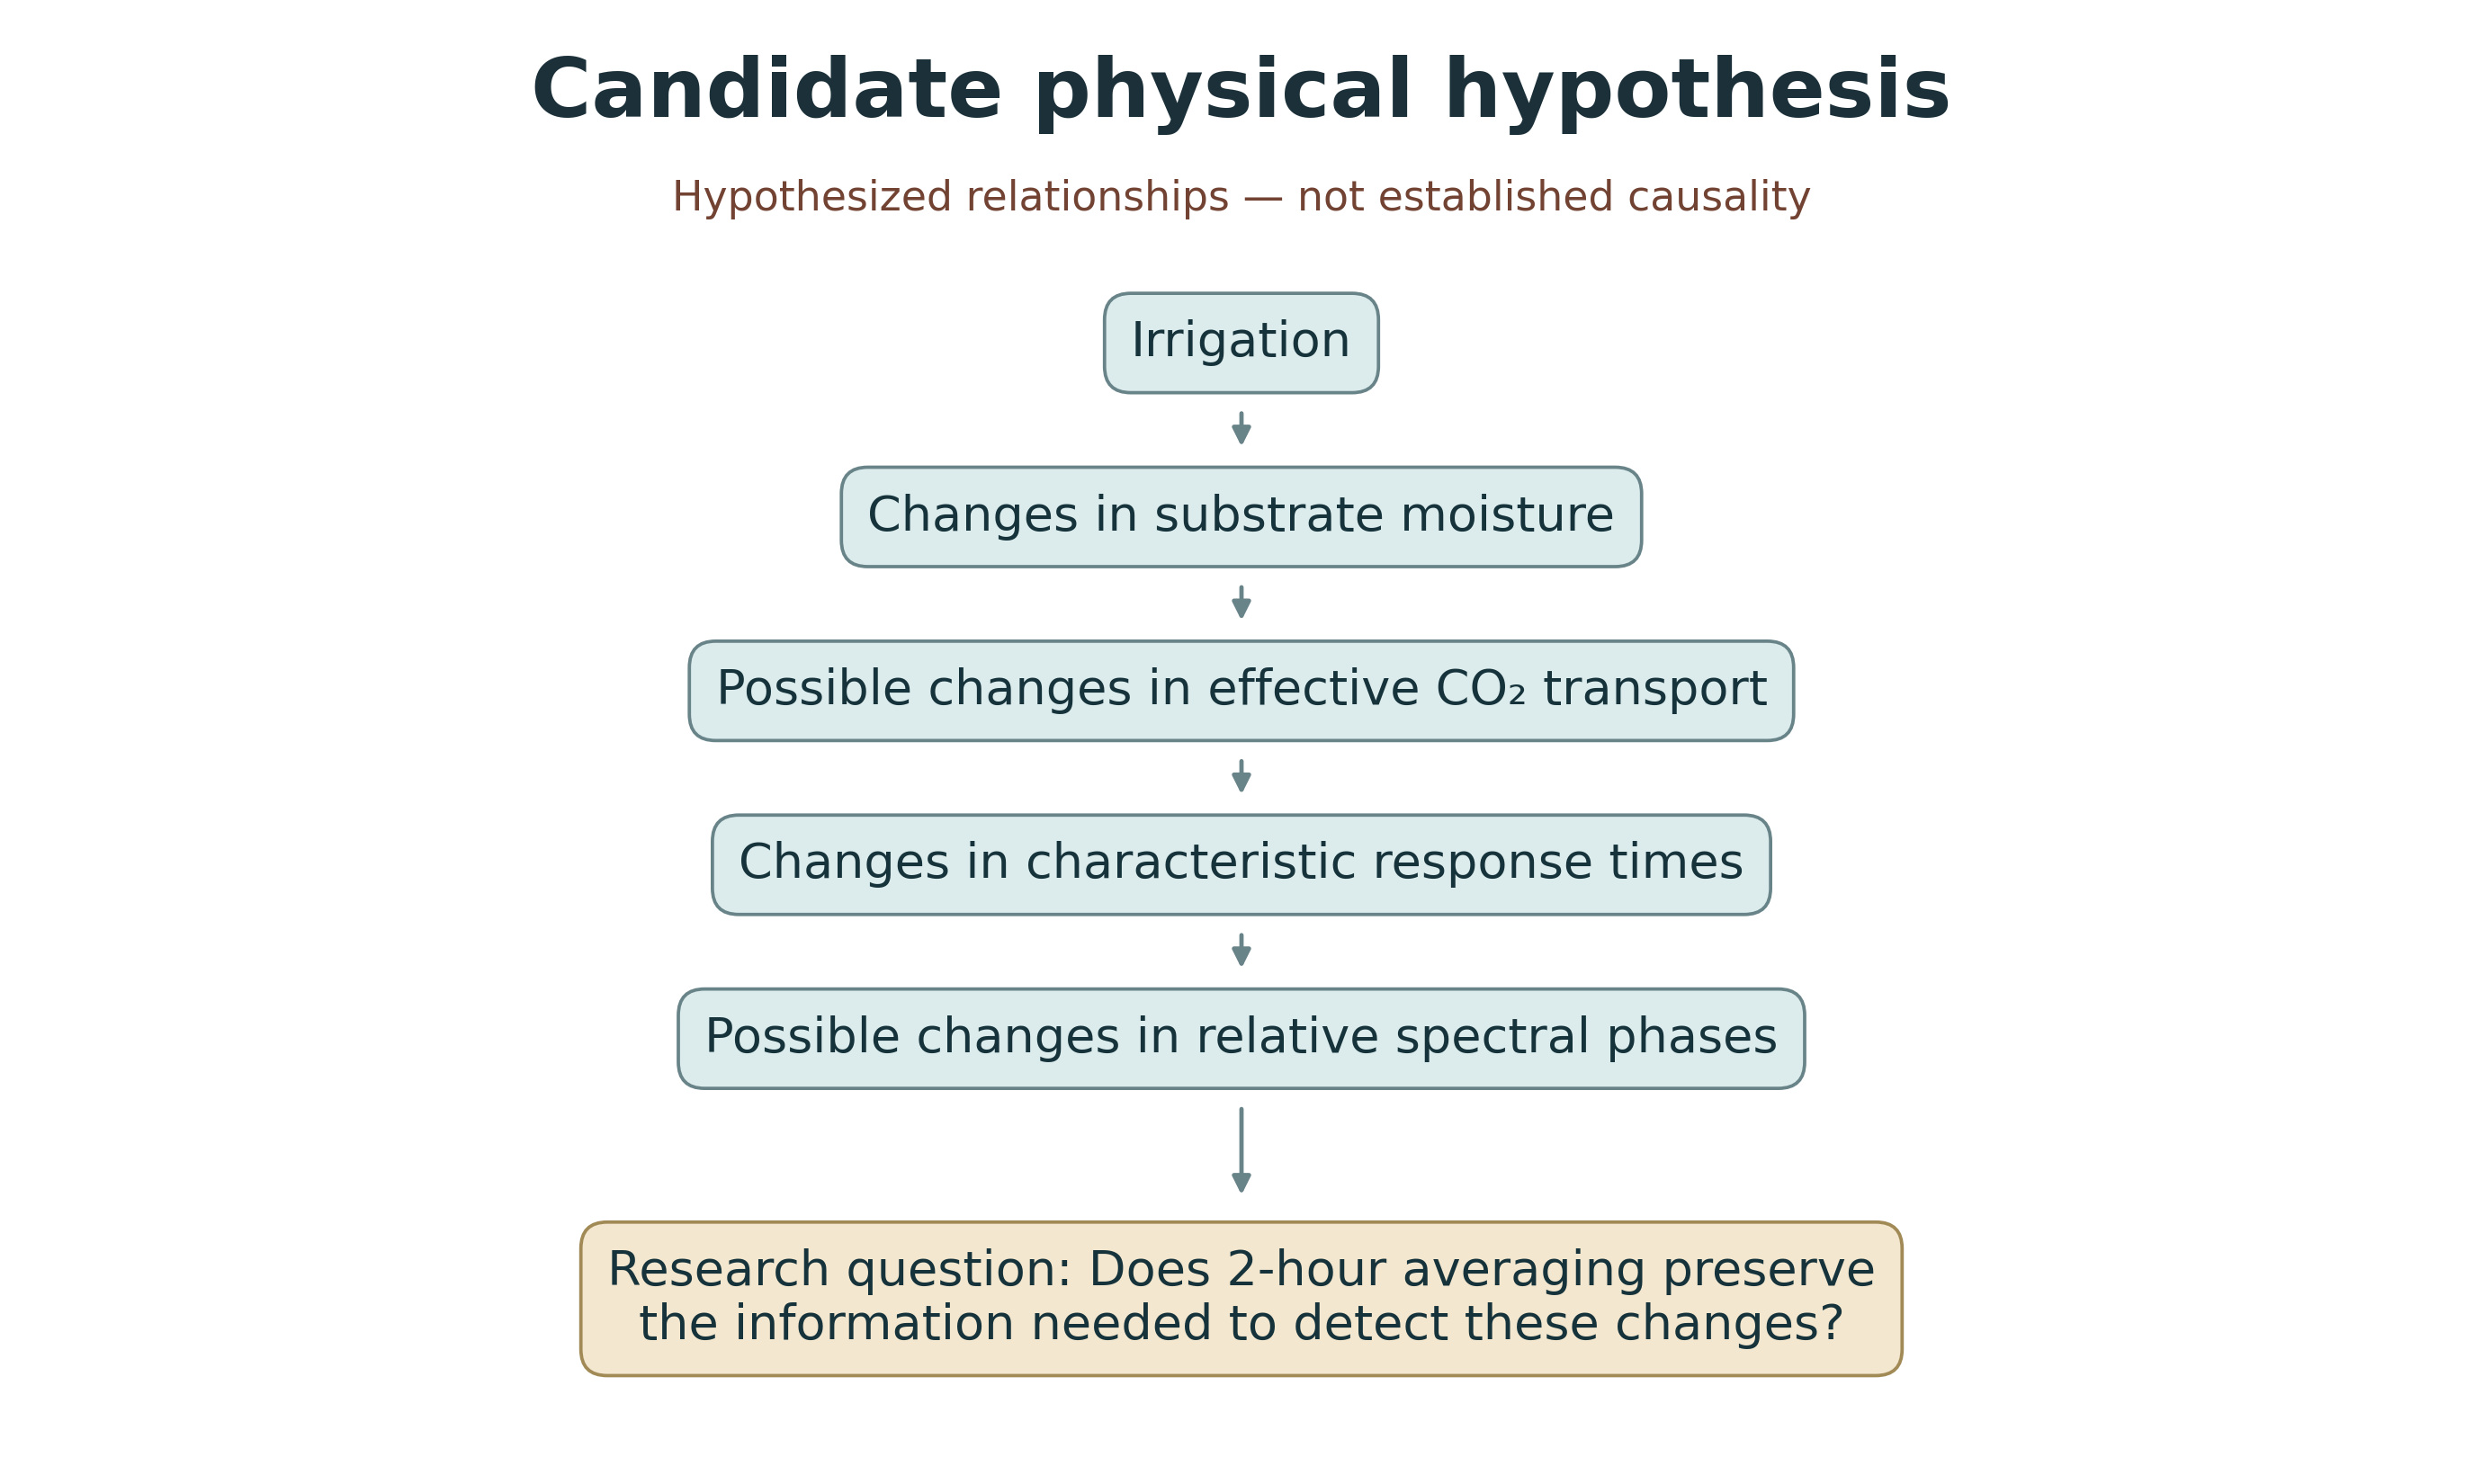 Candidate physical hypothesis
Hypothesized relationships — not established causality
Irrigation
Changes in substrate moisture
Possible changes in effective CO₂ transport
Changes in characteristic response times
Possible changes in relative spectral phases
Research question: Does 2-hour averaging preserve
the information needed to detect these changes?